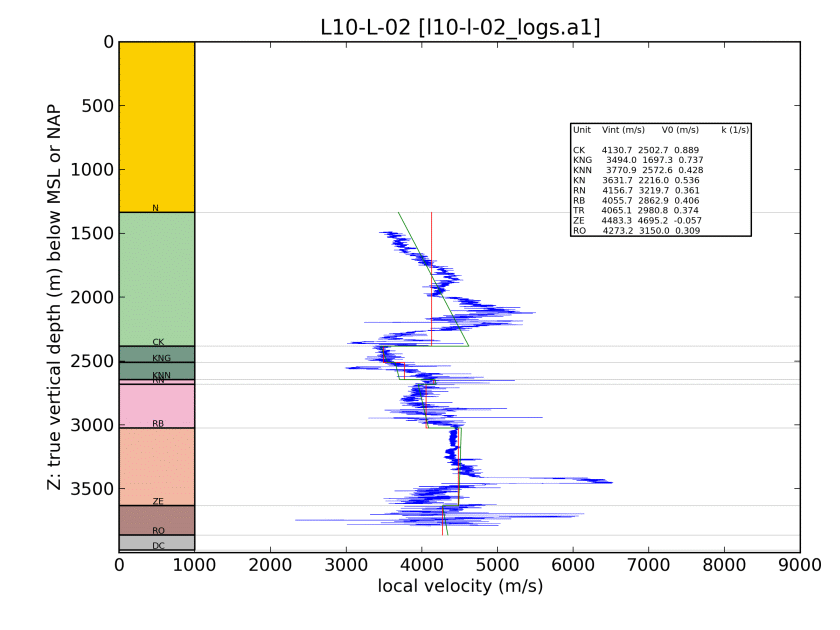 L10-L-02 [l10-l-02_logs.a1]
Z: true vertical depth (m) below MSL or NAP
0
500
1000
1500
2000
2500
3000
3500
N
CK
KNG
KNN
RN
RB
ZE
RO
DC
Unit Vint (m/s) V0 (m/s) k (1/s)
CK 4130.7 2502.7 0.889
KNG 3494.0 1697.3 0.737
KNN 3770.9 2572.6 0.428
KN 3631.7 2216.0 0.536
RN 4156.7 3219.7 0.361
RB 4055.7 2862.9 0.406
TR 4065.1 2980.8 0.374
ZE 4483.3 4695.2 -0.057
RO 4273.2 3150.0 0.309
0 1000 2000 3000 4000 5000 6000 7000 8000 9000
local velocity (m/s)